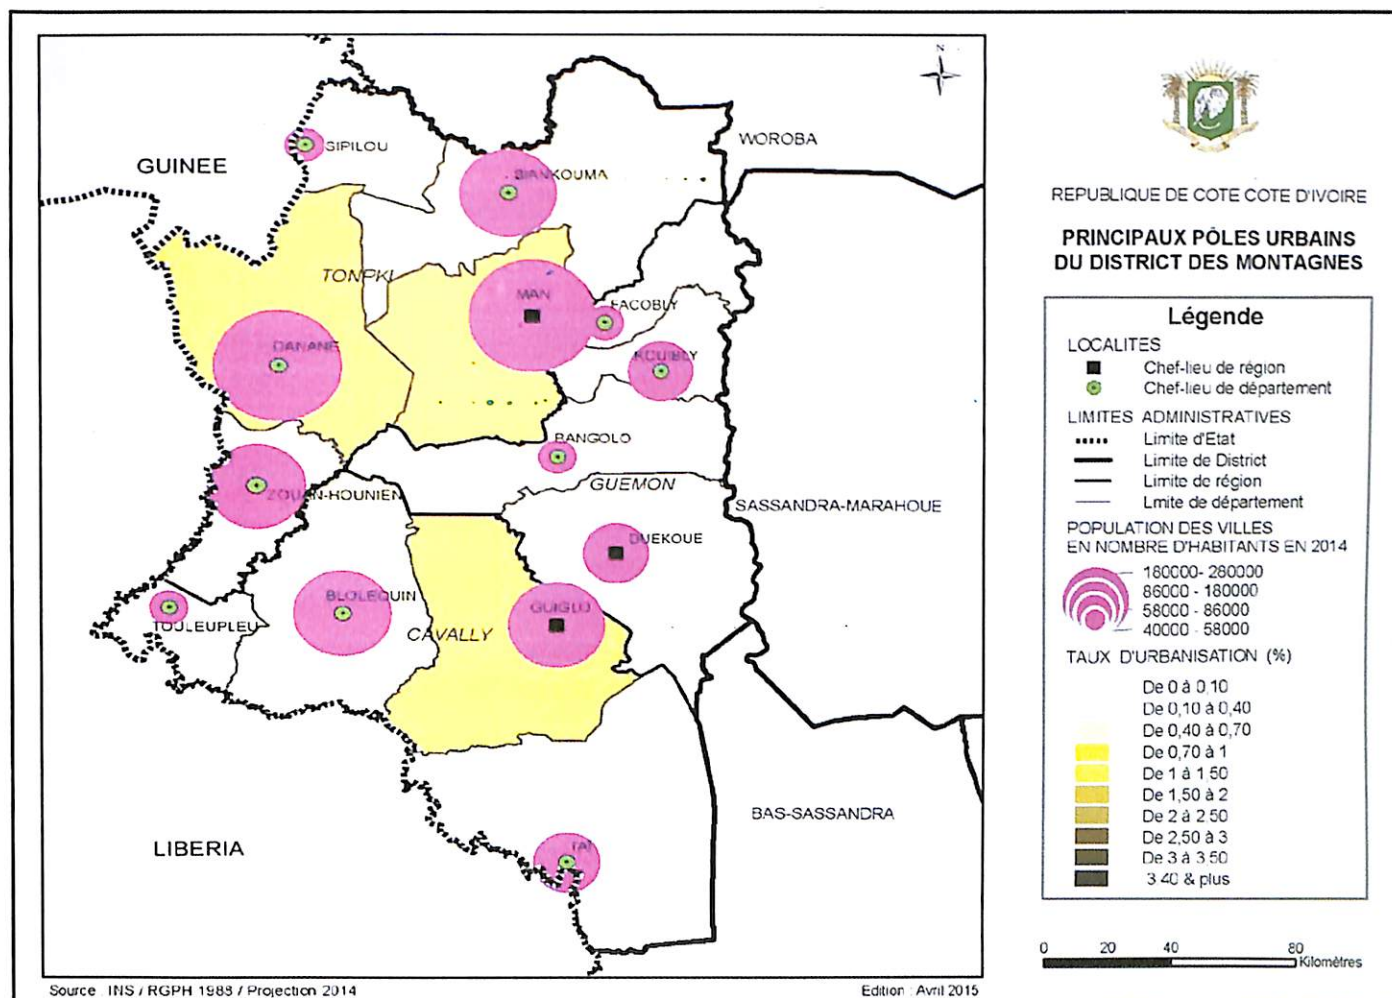 N
WOROBA
GUINEE
SIPILOU
BIANKOUMA
TONPKI
MAN
FACOBLY
DANANE
KOUIBLY
BANGOLO
GUEMON
ZOUAN-HOUNIEN
SASSANDRA-MARAHOUE
DUEKOUE
BLOLEQUIN
GUIGLO
TOULEUPLEU
CAVALLY
BAS-SASSANDRA
LIBERIA
TAI
Source : INS / RGPH 1988 / Projection 2014
Edition : Avril 2015
REPUBLIQUE DE COTE COTE D'IVOIRE
PRINCIPAUX PÔLES URBAINS
DU DISTRICT DES MONTAGNES
Légende
LOCALITES
Chef-lieu de région
Chef-lieu de département
LIMITES ADMINISTRATIVES
Limite d'Etat
Limite de District
Limite de région
Lmite de département
POPULATION DES VILLES
EN NOMBRE D'HABITANTS EN 2014
180000- 280000
86000 - 180000
58000 - 86000
40000 - 58000
TAUX D'URBANISATION (%)
De 0 à 0,10
De 0,10 à 0,40
De 0,40 à 0,70
De 0,70 à 1
De 1 à 1,50
De 1,50 à 2
De 2 à 2,50
De 2,50 à 3
De 3 à 3,50
3,40 & plus
0 20 40 80
Kilomètres